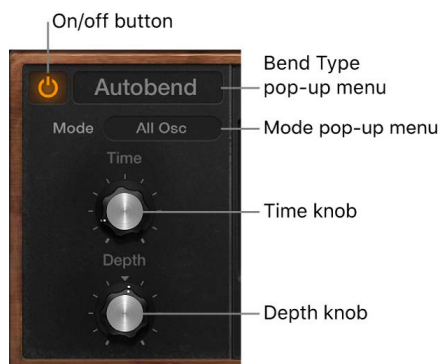 On/off button
Bend Type
pop-up menu
Autobend
Mode
All Osc
Mode pop-up menu
Time
Time knob
Depth
Depth knob